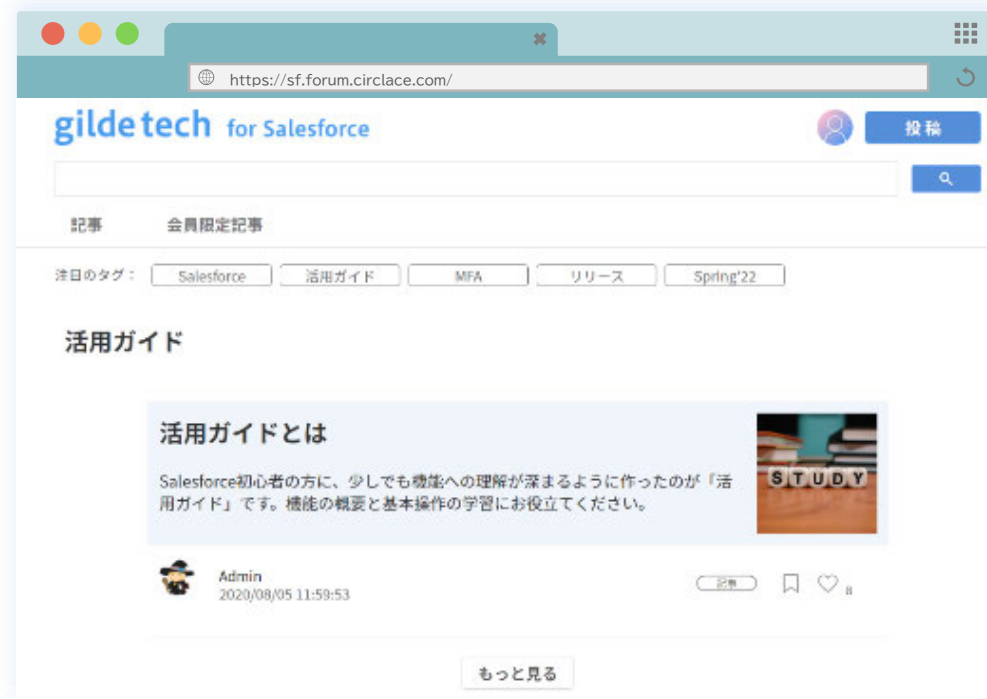 https://sf.forum.circlace.com/
gildetech for Salesforce
投稿
記事 会員限定記事
注目のタグ： Salesforce 活用ガイド MFA リリース Spring'22
活用ガイド
活用ガイドとは
Salesforce初心者の方に、少しでも機能への理解が深まるように作ったのが「活
用ガイド」です。機能の概要と基本操作の学習にお役立てください。
STUDY
Admin
2020/08/05 11:59:53
記事
8
もっと見る